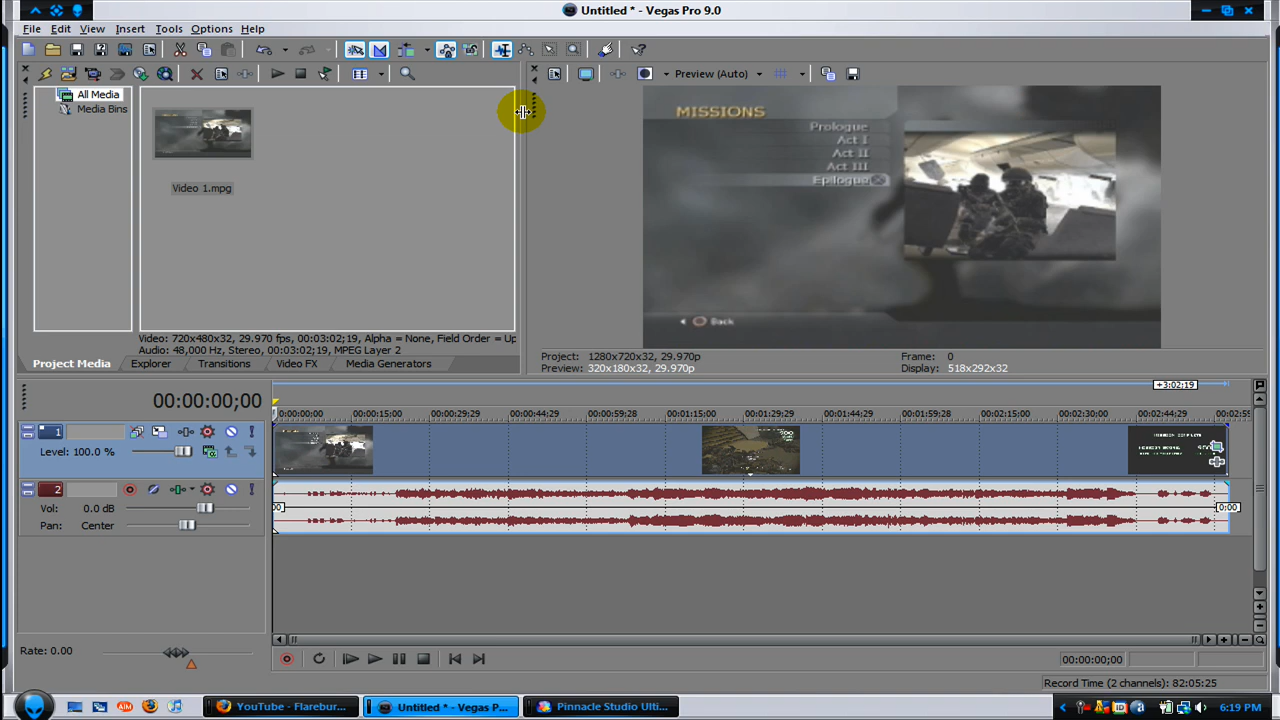 Untitled * - Vegas Pro 9.0
File Edit View Insert Tools Options Help
Preview (Auto)
All Media
Media Bins
Video 1.mpg
MISSIONS
Prologue
Act I
Act II
Act III
Epilogue
Back
Video: 720x480x32, 29.970 fps, 00:03:02;19, Alpha = None, Field Order = Up
Audio: 48,000 Hz, Stereo, 00:03:02;19, MPEG Layer 2
Project: 1280x720x32, 29.970p
Frame: 0
Preview: 320x180x32, 29.970p
Display: 518x292x32
Project Media Explorer Transitions Video FX Media Generators
+3:02:19
00:00:00;00
00:00:00;00 00:00:15;00 00:00:29;29 00:00:44;29 00:00:59;28 00:01:15;00 00:01:29;29 00:01:44;29 00:01:59;28 00:02:15;00 00:02:30;00 00:02:44;29 00:02:59
1
Level: 100.0 %
2
Vol: 0.0 dB
Pan: Center
0:00
Rate: 0.00
00:00:00;00
Record Time (2 channels): 82:05:25
YouTube - Flarebur...
Untitled * - Vegas P...
Pinnacle Studio Ulti...
6:19 PM